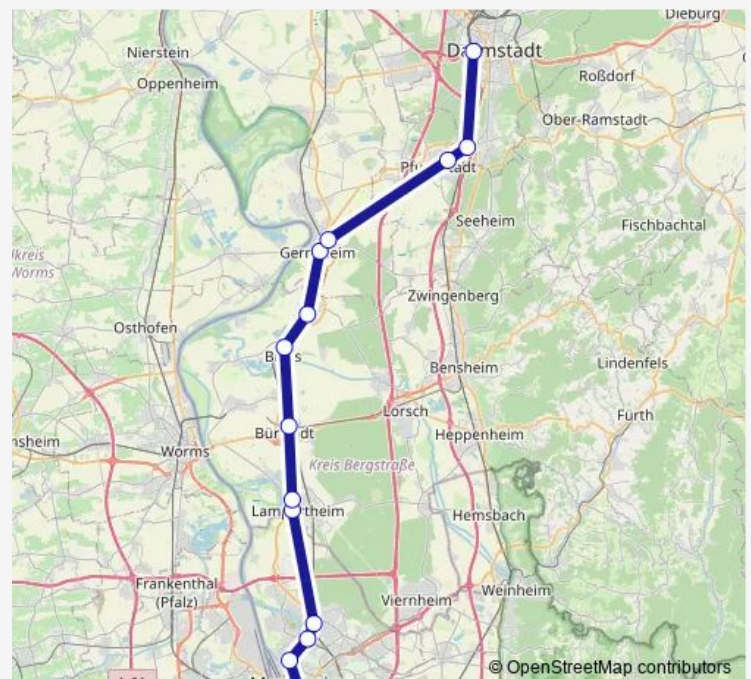 Dieburg
Nierstein
Darmstadt
Oppenheim
Roßdorf
Ober-Ramstadt
Seeheim
Fischbachtal
Worms
Zwingenberg
Osthofen
Bensheim
Lindenfels
Lorsch
Fürth
Worms
Heppenheim
Kreis Bergstraße
Hemsbach
Frankenthal
(Pfalz)
Weinheim
Viernheim
© OpenStreetMap contributors